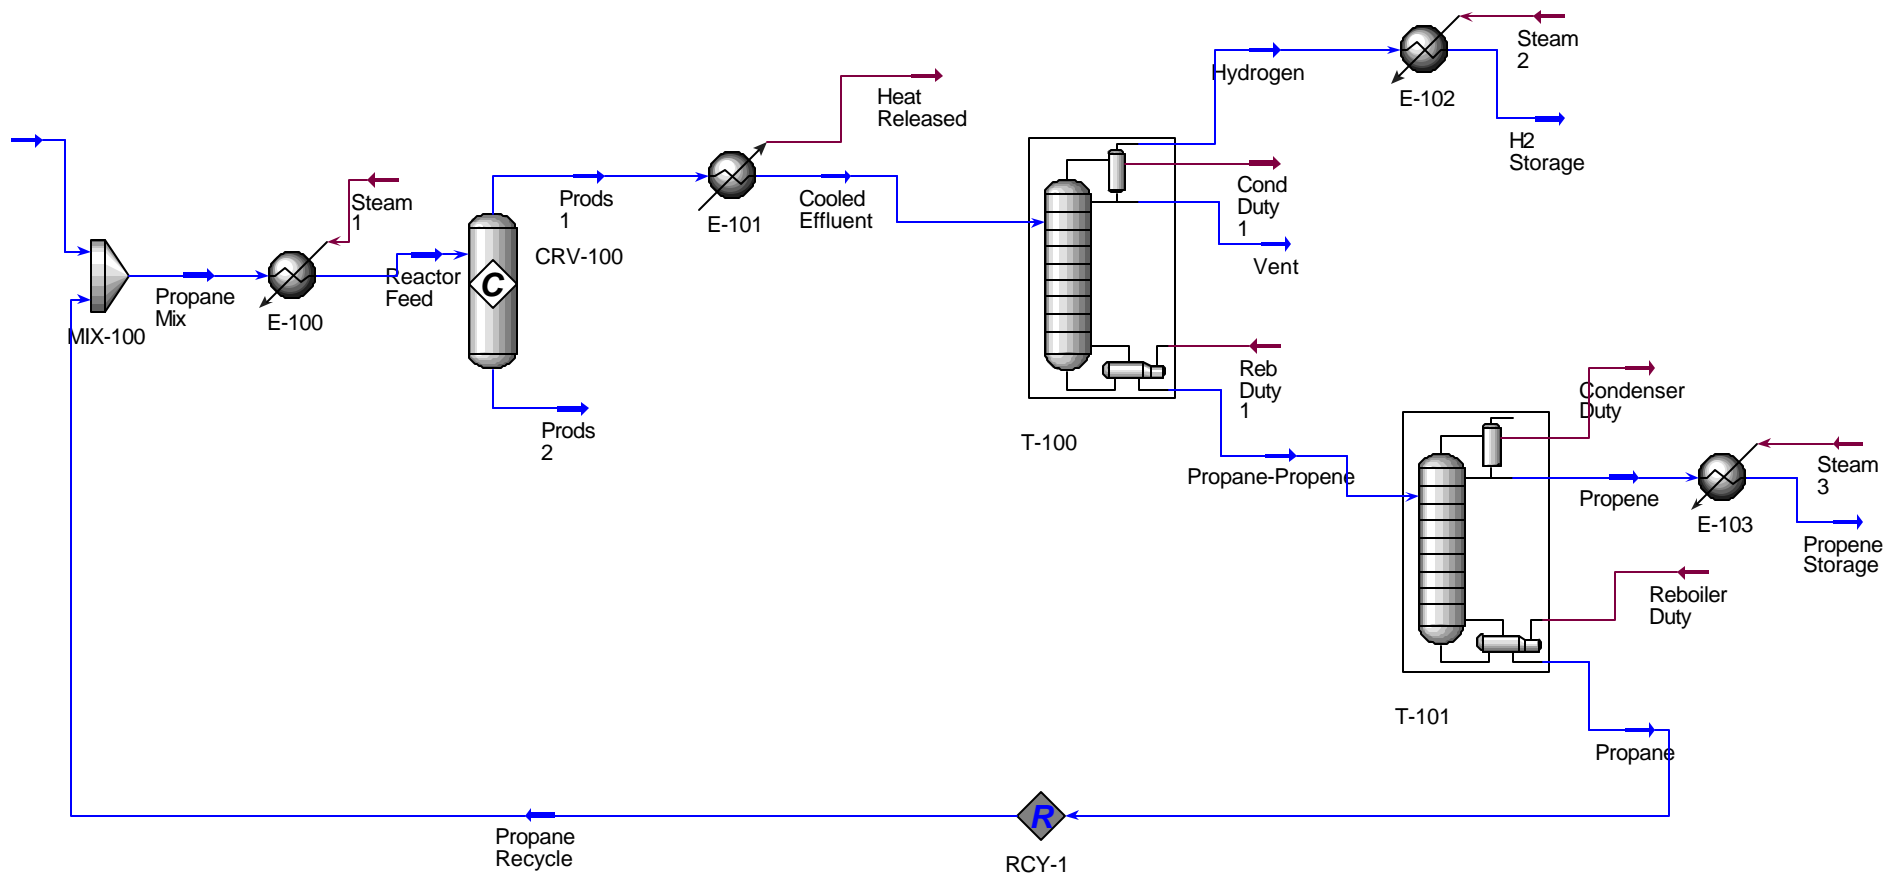 Steam
2
Hydrogen
E-102
Heat
Released
H2
Storage
Steam
1
Prods
1
Cooled
Effluent
Cond
Duty
1
E-101
CRV-100
C
Reactor
Feed
Vent
Propane
Mix
E-100
MIX-100
Reb
Duty
1
Condenser
Duty
Prods
2
T-100
Propane-Propene
Steam
3
Propene
E-103
Propene
Storage
Reboiler
Duty
T-101
Propane
R
Propane
Recycle
RCY-1